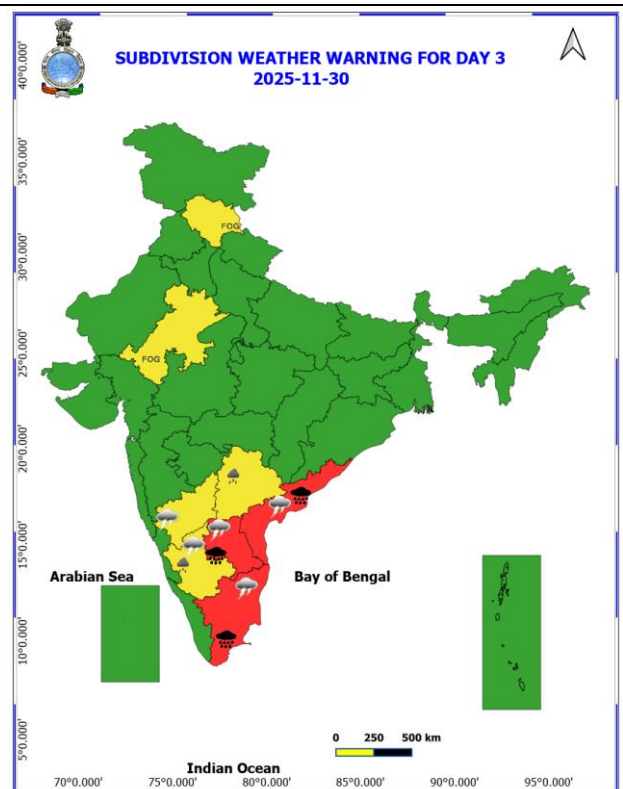 SUBDIVISION WEATHER WARNING FOR DAY 3
2025-11-30
40°0.000'
35°0.000'
30°0.000'
25°0.000'
20°0.000'
15°0.000'
10°0.000'
5°0.000'
FOG
FOG
Arabian Sea
Bay of Bengal
0 250 500 km
Indian Ocean
70°0.000' 75°0.000' 80°0.000' 85°0.000' 90°0.000' 95°0.000'